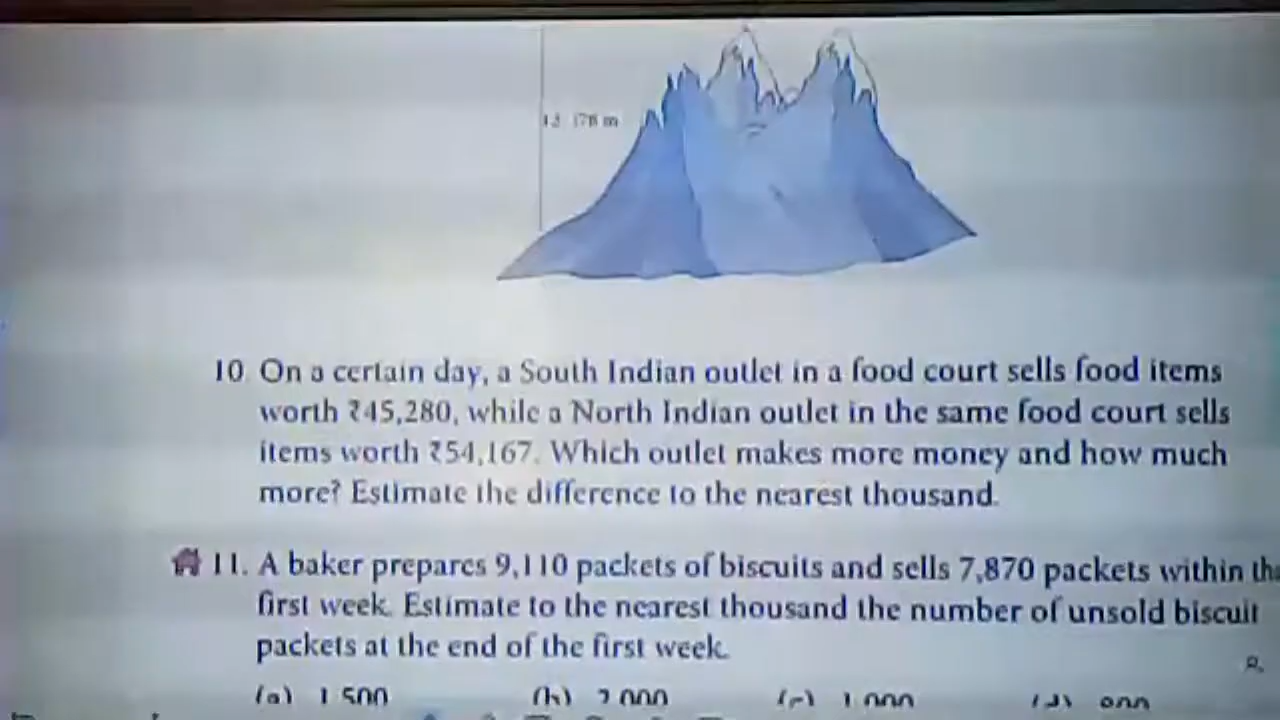 10 On a certain day, a South Indian outlet in a food court sells food items
worth ₹45,280, while a North Indian outlet in the same food court sells
items worth ₹54,167. Which outlet makes more money and how much
more? Estimate the difference to the nearest thousand.
11. A baker prepares 9,110 packets of biscuits and sells 7,870 packets within
first week. Estimate to the nearest thousand the number of unsold biscuit
packets at the end of the first week.
(a) 1 500 (b) 2 000 (c) 1 000 (d)